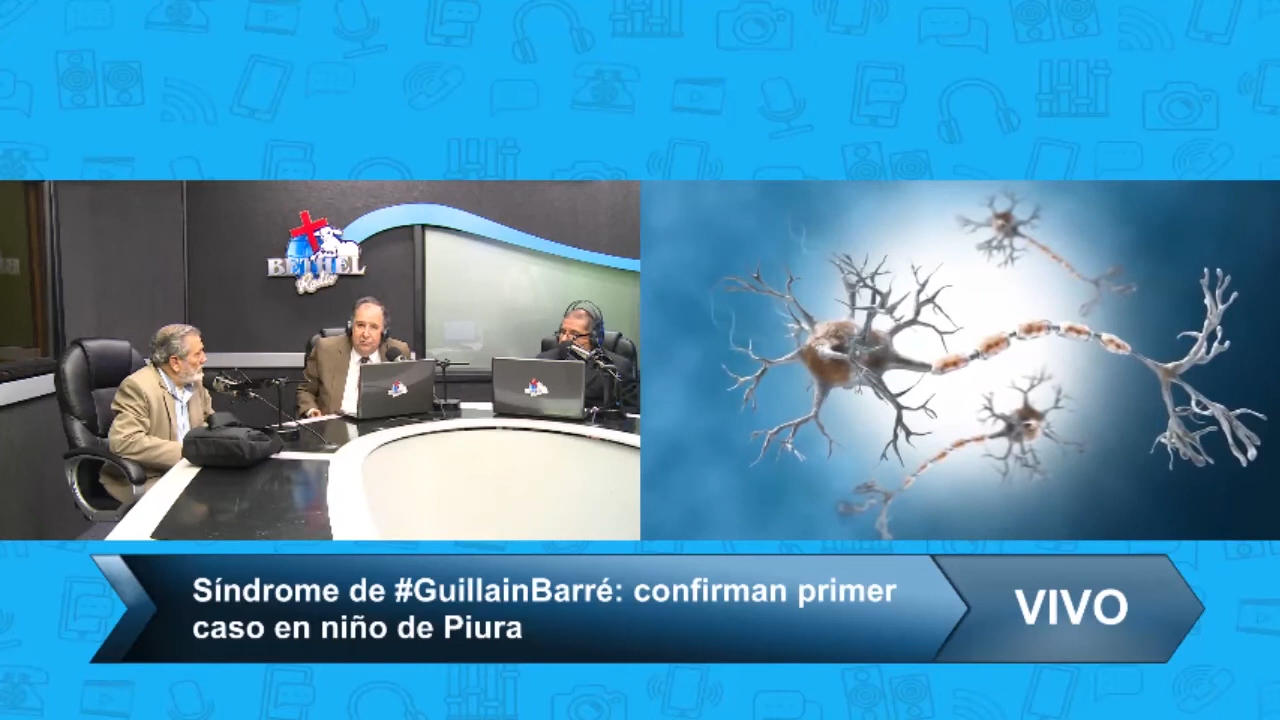 BETHEL
Radio
Síndrome de #GuillainBarré: confirman primer
caso en niño de Piura
VIVO